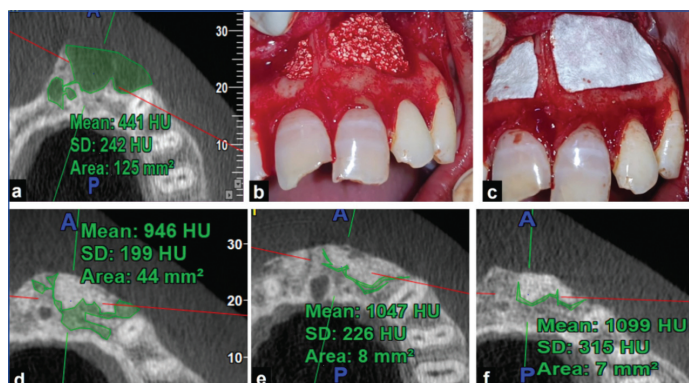 30
20
10
Mean: 441 HU
SD: 242 HU
Area: 125 mm²
P
a
b
c
A
Mean: 946 HU
SD: 199 HU
Area: 44 mm²
30
20
10
d
A
Mean: 1047 HU
SD: 226 HU
Area: 8 mm²
P
e
A
Mean: 1099 HU
SD: 315 HU
Area: 7 mm²
P
f